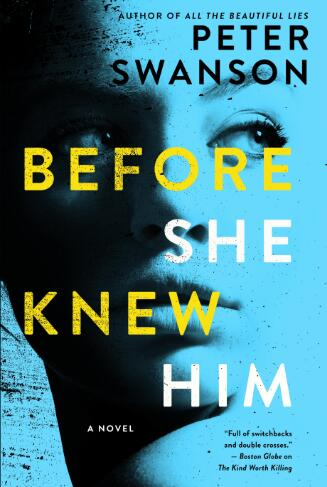 AUTHOR OF ALL THE BEAUTIFUL LIES
PETER
SWANSON
BEFORE
SHE
KNEW
HIM
A NOVEL
"Full of switchbacks
and double crosses."
— Boston Globe on
The Kind Worth Killing